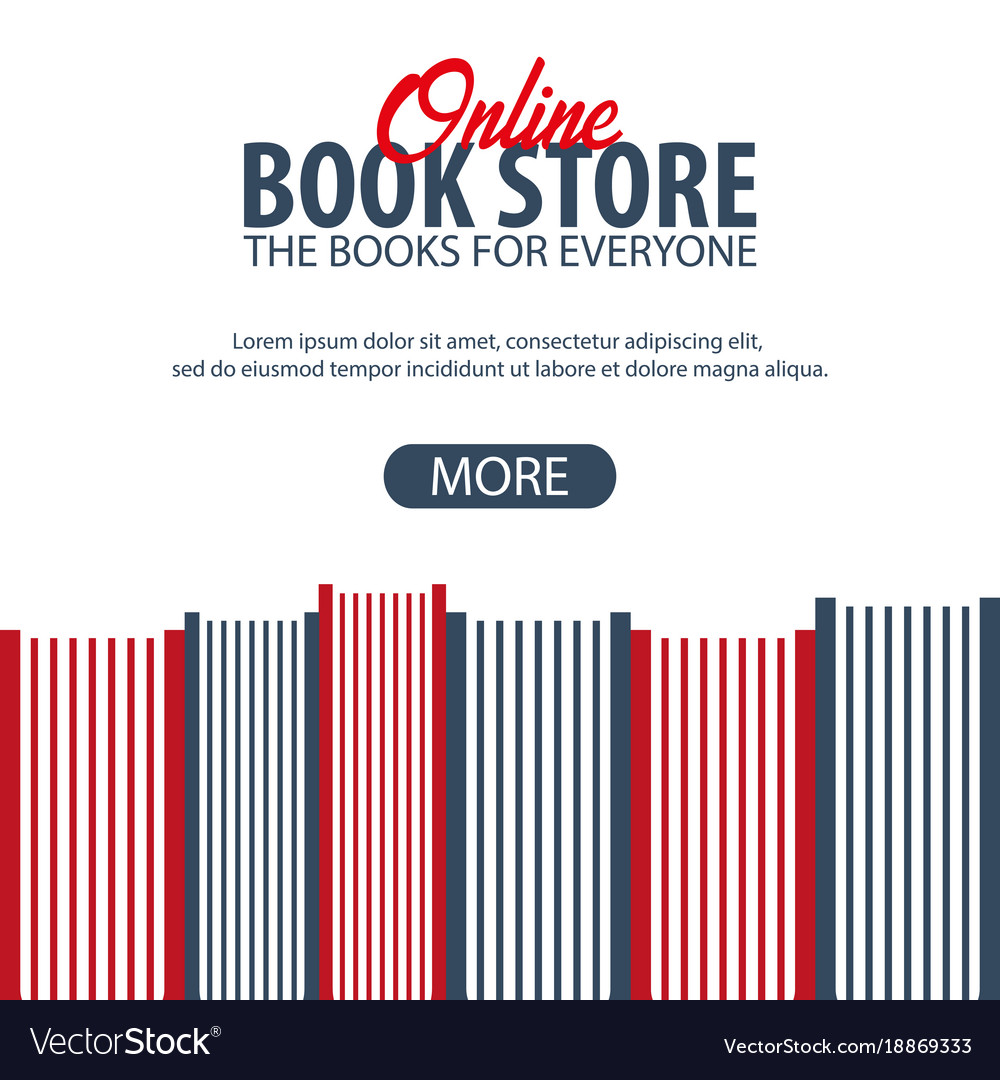 Online
BOOK STORE
THE BOOKS FOR EVERYONE
Lorem ipsum dolor sit amet, consectetur adipiscing elit,
sed do eiusmod tempor incididunt ut labore et dolore magna aliqua.
MORE
VectorStock®
VectorStock.com/18869333